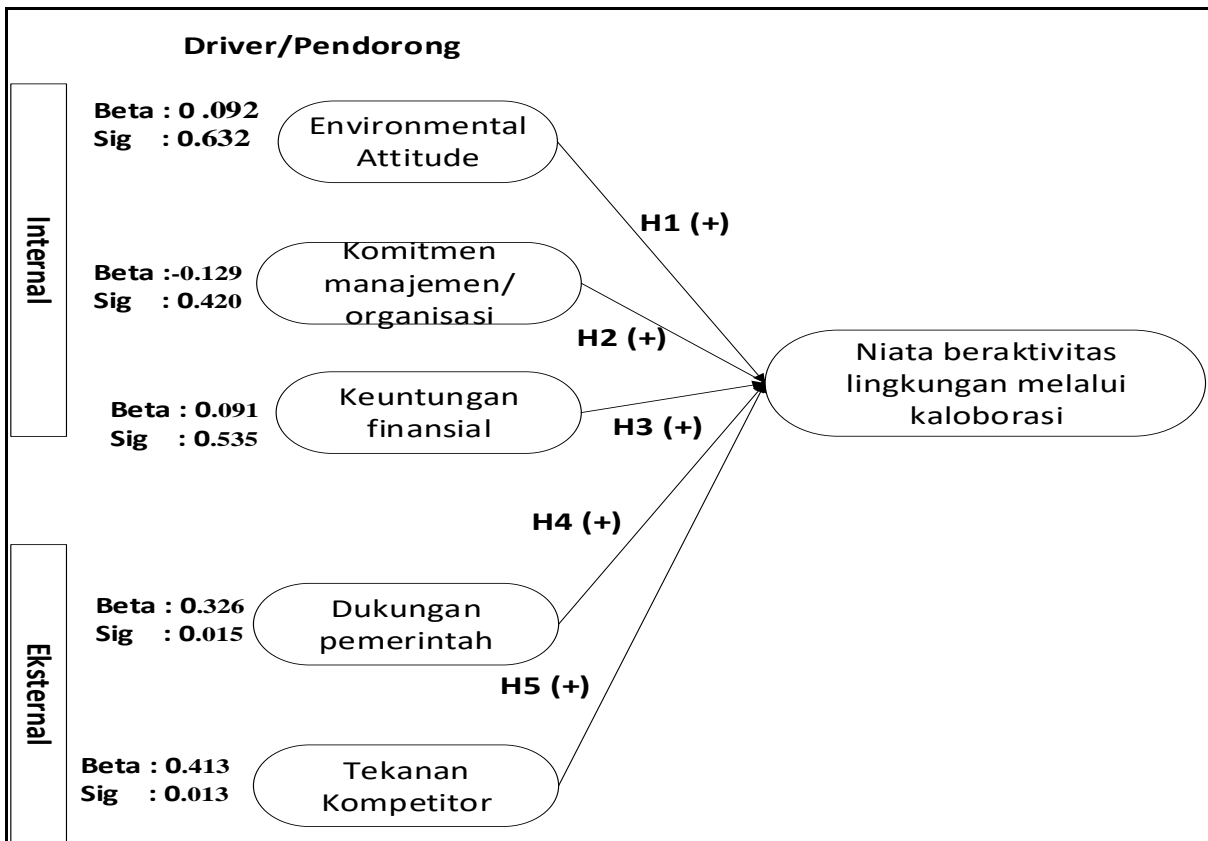 Driver/Pendorong
Internal
Beta : 0 .092
Sig : 0.632
Environmental
Attitude
H1 (+)
Beta :-0.129
Sig : 0.420
Komitmen
manajemen/
organisasi
H2 (+)
Beta : 0.091
Sig : 0.535
Keuntungan
finansial
H3 (+)
Niata beraktivitas
lingkungan melalui
kaloborasi
Eksternal
H4 (+)
Beta : 0.326
Sig : 0.015
Dukungan
pemerintah
H5 (+)
Beta : 0.413
Sig : 0.013
Tekanan
Kompetitor